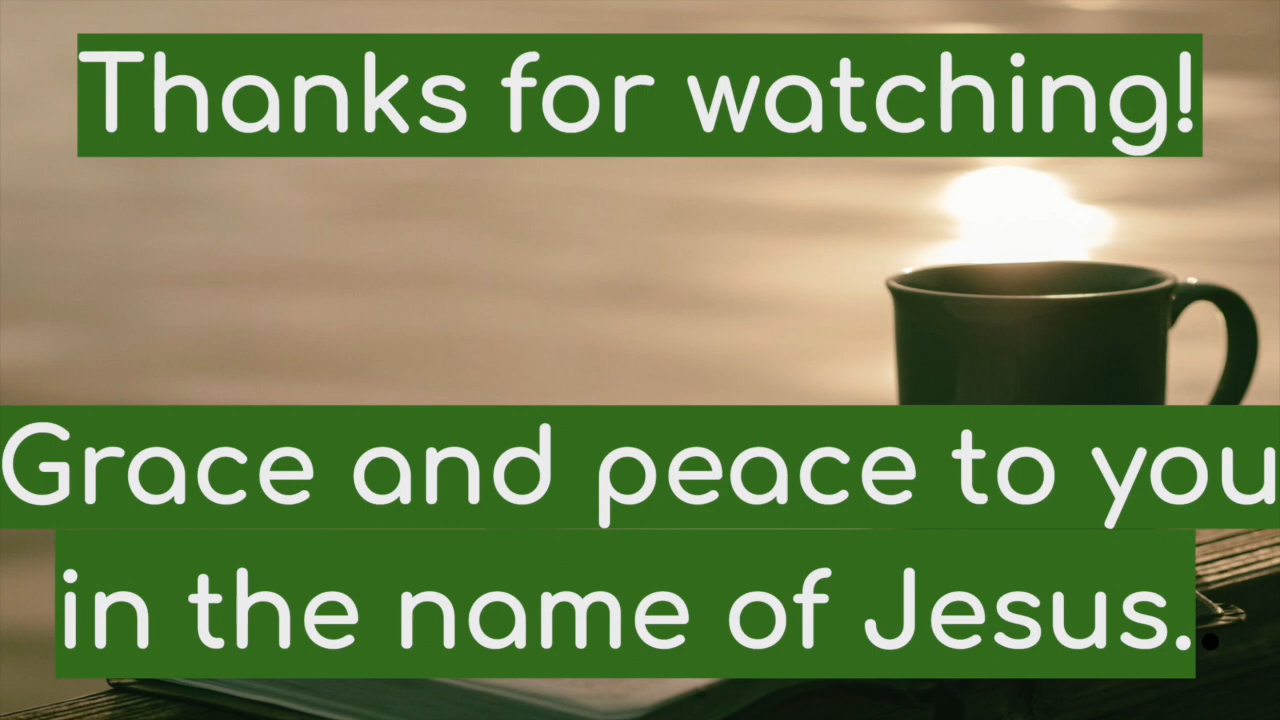 Thanks for watching!
Grace and peace to you
in the name of Jesus.